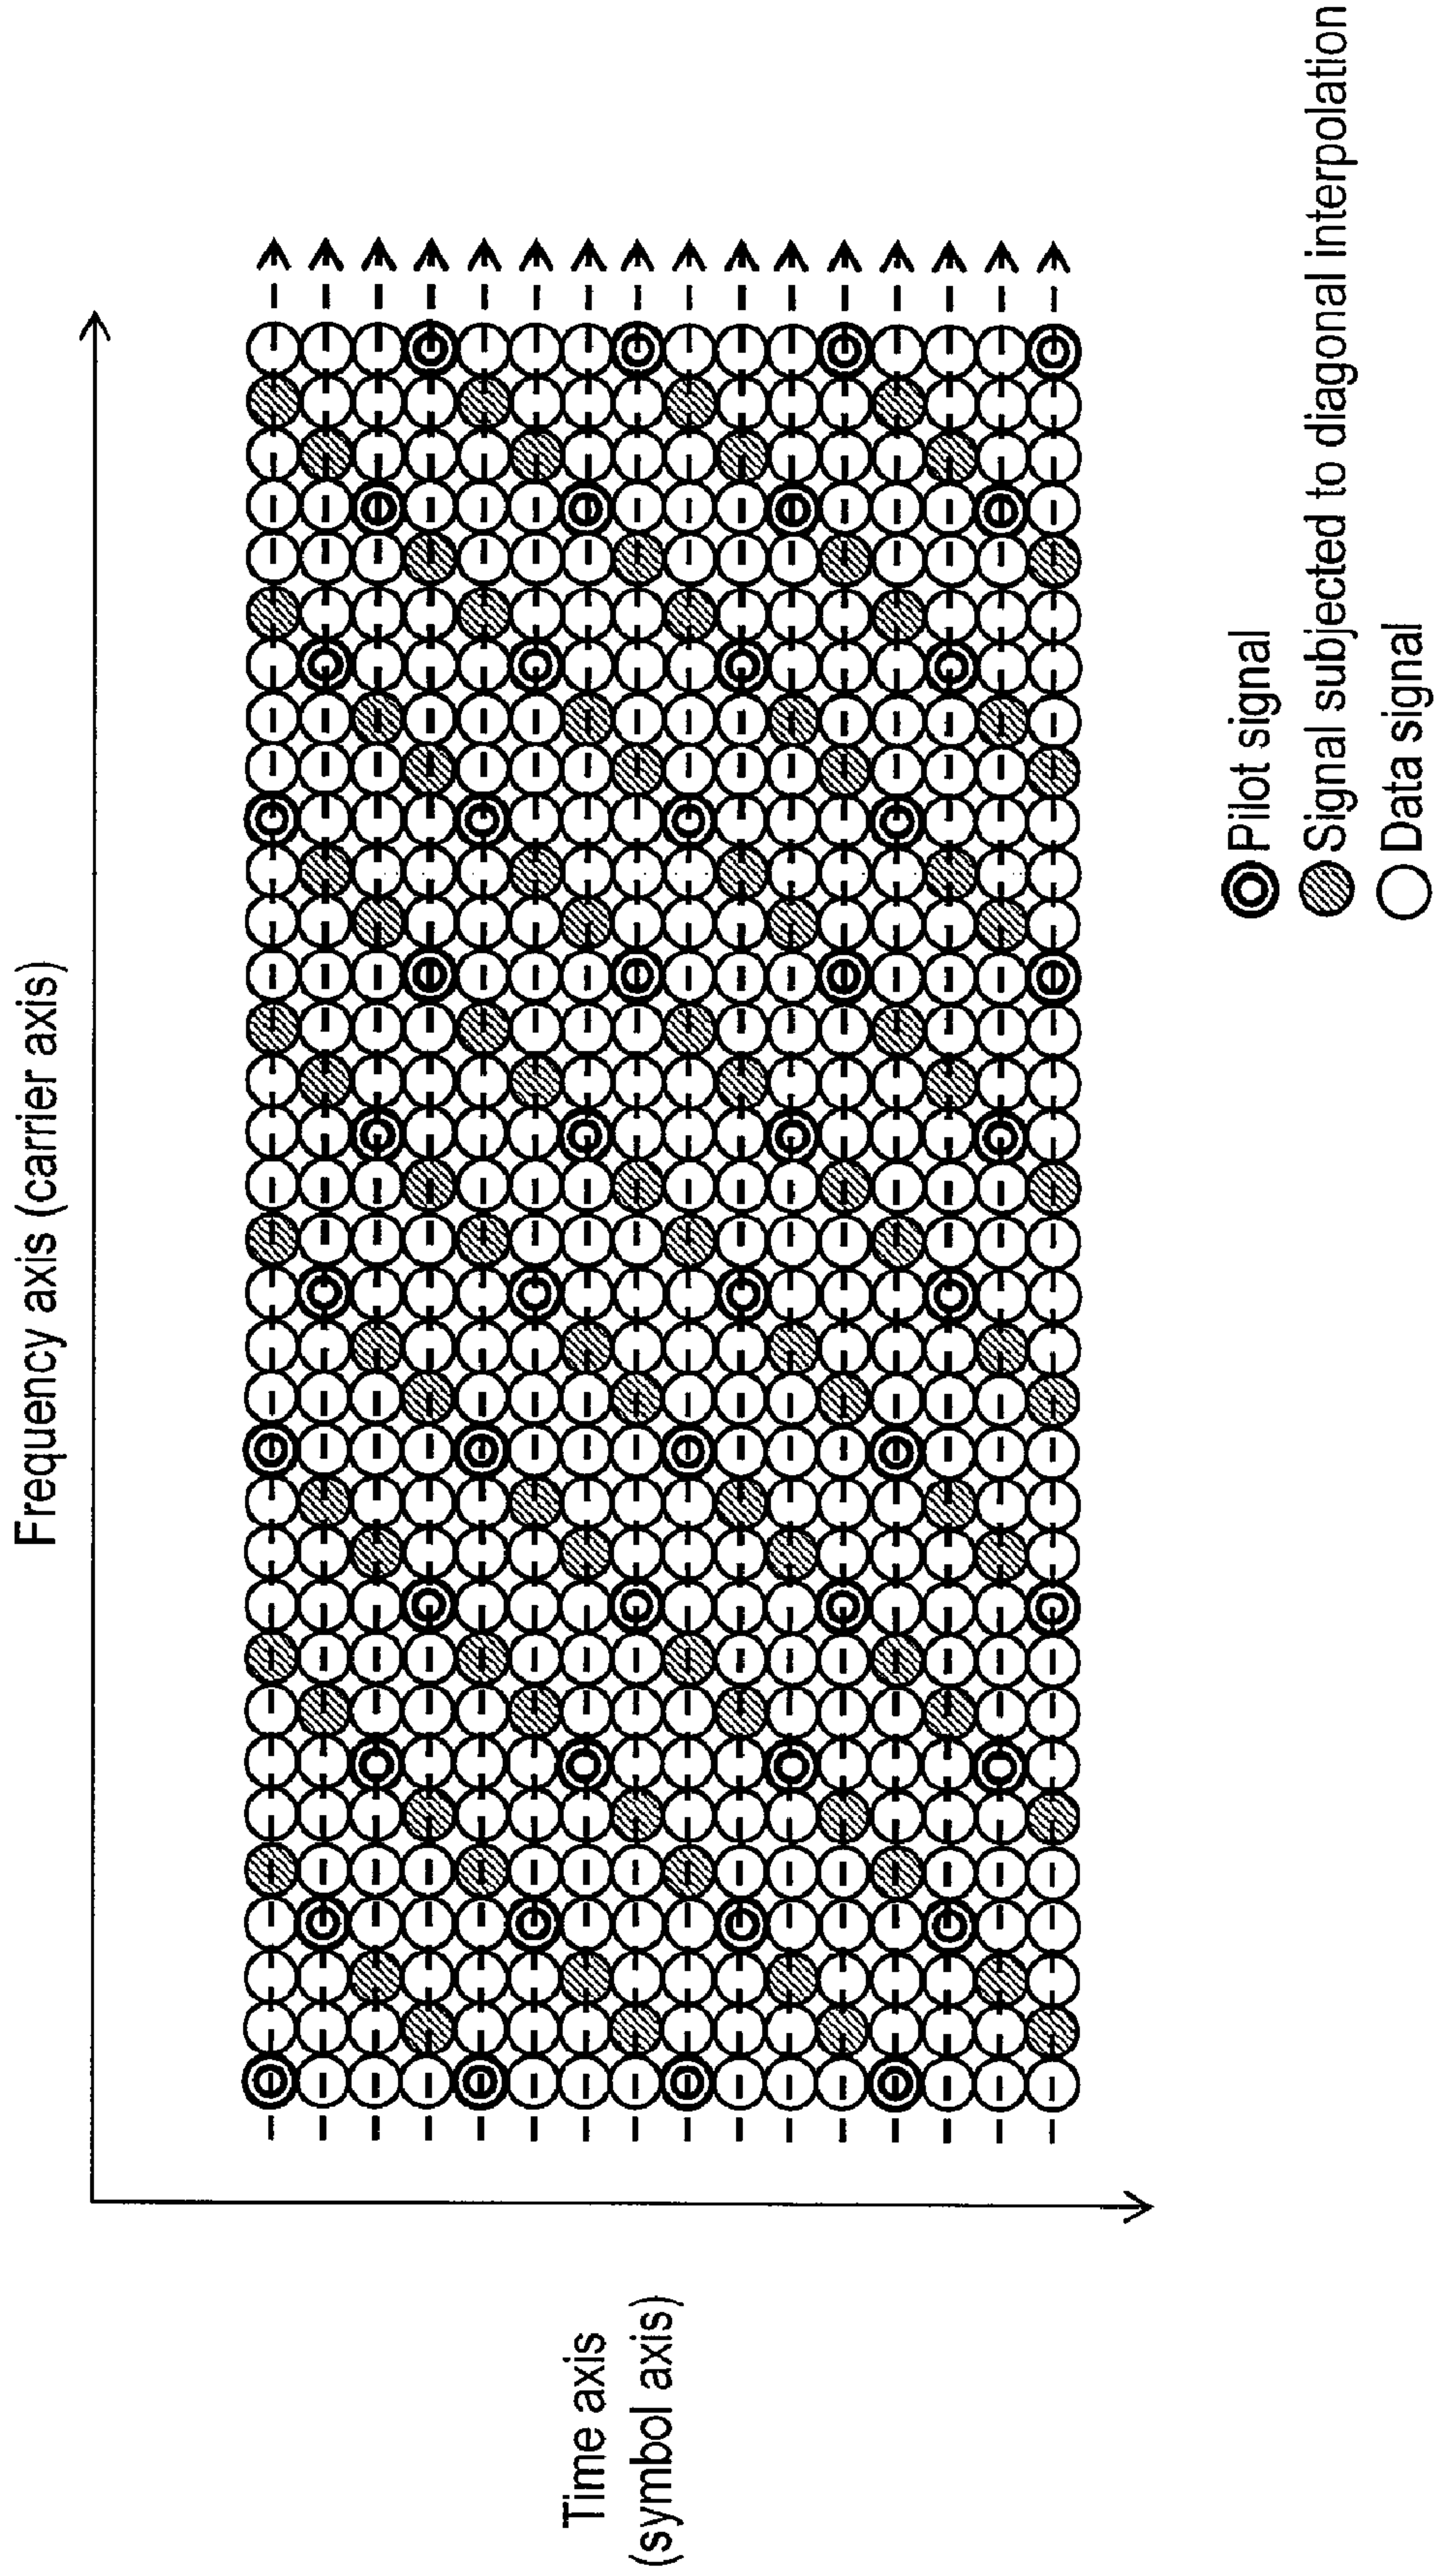 Frequency axis (carrier axis)
Time axis
(symbol axis)
Pilot signal
Signal subjected to diagonal interpolation
Data signal